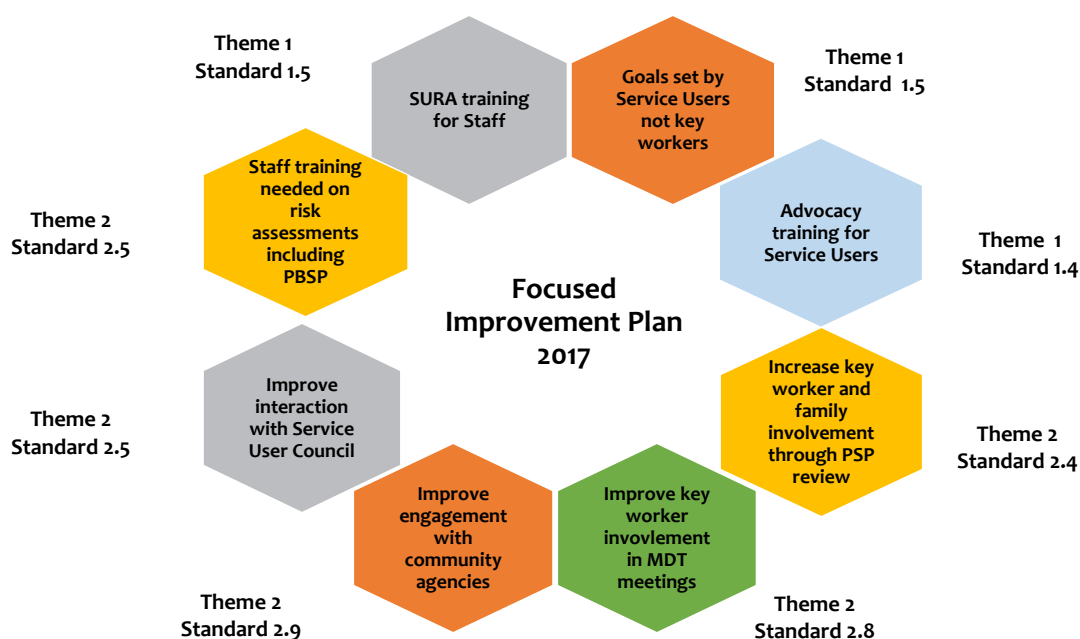 Theme 1
Standard 1.5
SURA training
for Staff
Goals set by
Service Users
not key
workers
Theme 1
Standard  1.5
Staff training
needed on
risk
assessments
including
PBSP
Theme 2
Standard 2.5
Advocacy
training for
Service Users
Theme  1
Standard 1.4
Focused
Improvement Plan
2017
Improve
interaction
with Service
User Council
Theme 2
Standard 2.5
Increase key
worker and
family
involvement
through PSP
review
Theme 2
Standard 2.4
Improve
engagement
with
community
agencies
Theme 2
Standard 2.9
Improve key
worker
invovlement
in MDT
meetings
Theme 2
Standard 2.8